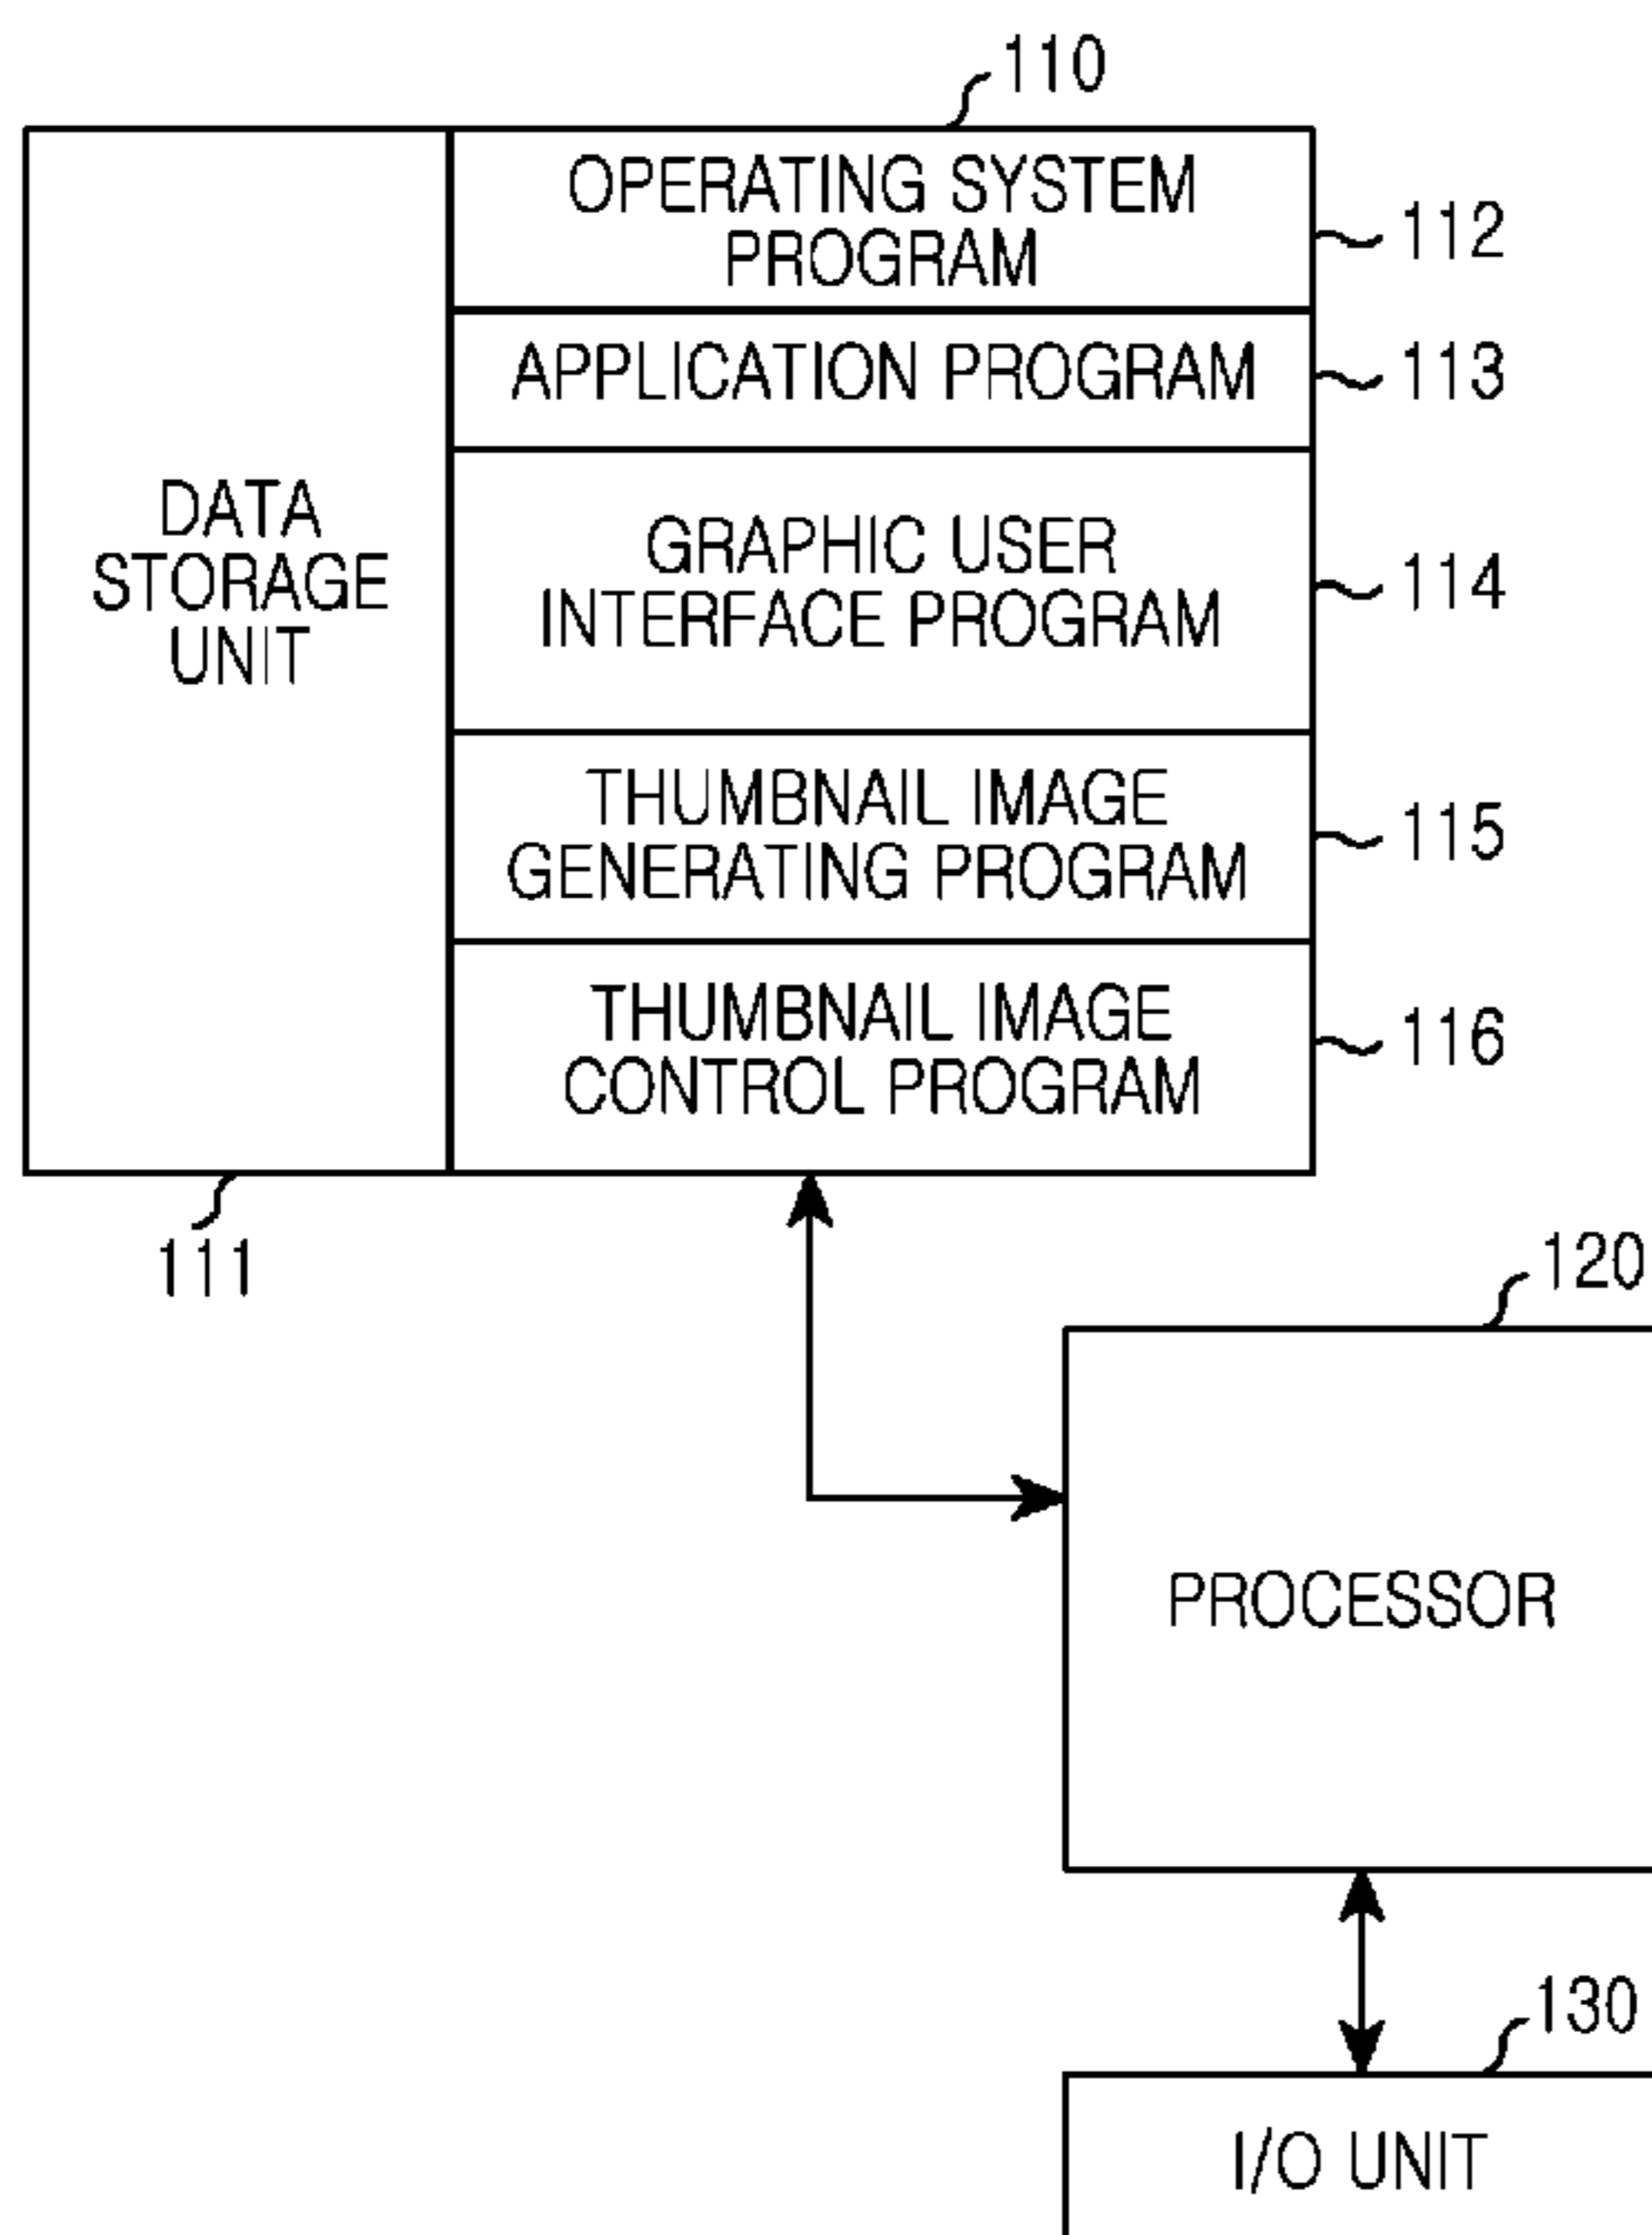 110
OPERATING SYSTEM
PROGRAM
112
APPLICATION PROGRAM
113
DATA
STORAGE
UNIT
GRAPHIC USER
INTERFACE PROGRAM
114
THUMBNAIL IMAGE
GENERATING PROGRAM
115
THUMBNAIL IMAGE
CONTROL PROGRAM
116
111
120
PROCESSOR
130
I/O UNIT